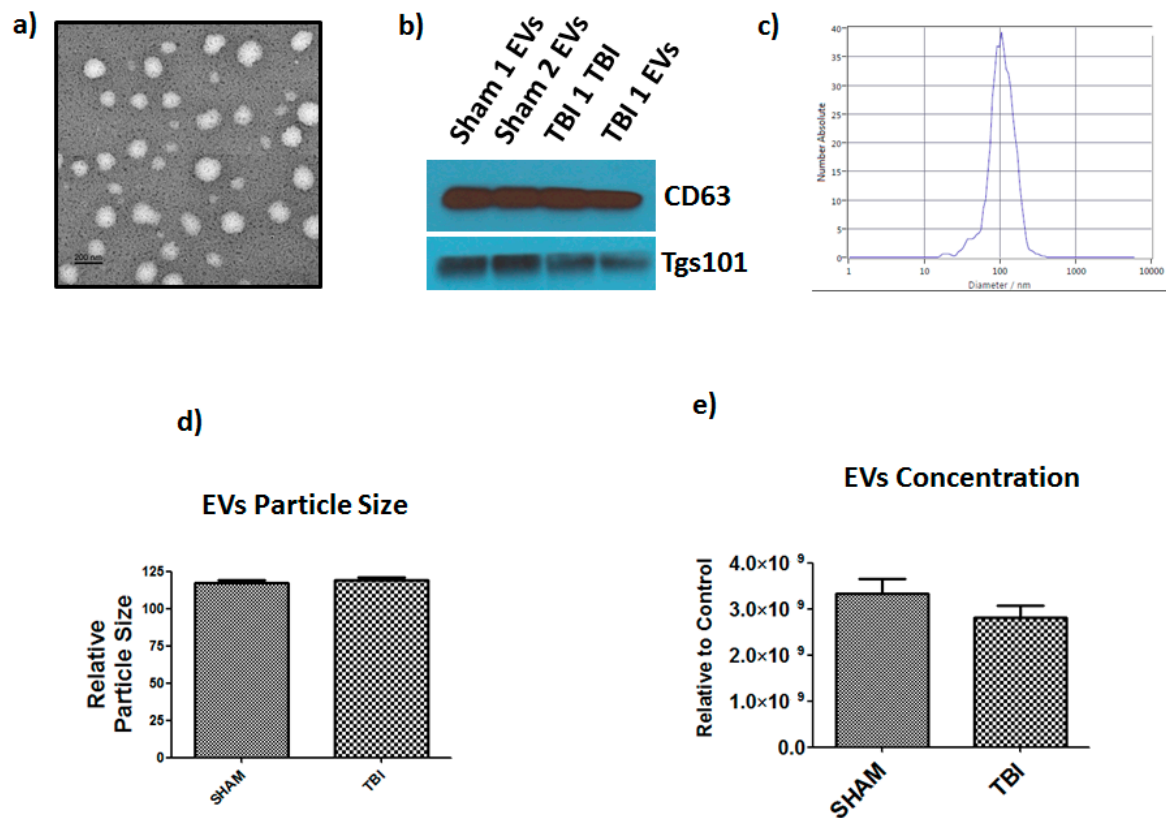 a)
200 nm
b)
Sham 1 EVs
Sham 2 EVs
TBI 1 TBI
TBI 1 EVs
CD63
Tgs101
c)
Number Absolute
40
35
30
25
20
15
10
5
0
1 10 100 1000 10000
Diameter / nm
d)
EVs Particle Size
Relative
Particle Size
125
100
75
50
25
0
SHAM
TBI
e)
EVs Concentration
Relative to Control
4.0×10 ⁹
3.0×10 ⁹
2.0×10 ⁹
1.0×10 ⁹
0.0
SHAM
TBI